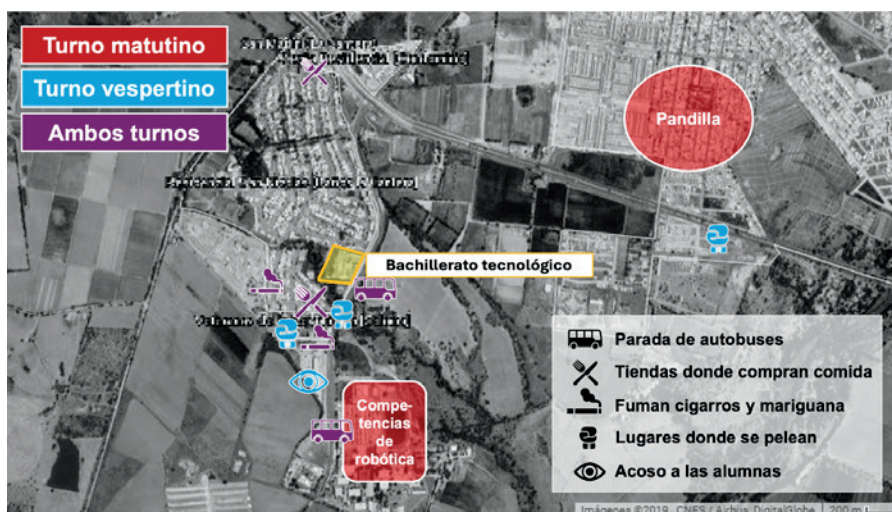 Turno matutino
Turno vespertino
Ambos turnos
Pandilla
Bachillerato tecnológico
Compe-
tencias
de
robótica
Parada de autobuses
Tiendas donde compran comida
Fuman cigarros y mariguana
Lugares donde se pelean
Acoso a las alumnas
Imágenes ©2019, CNES / Airbus, DigitalGlobe 200 m